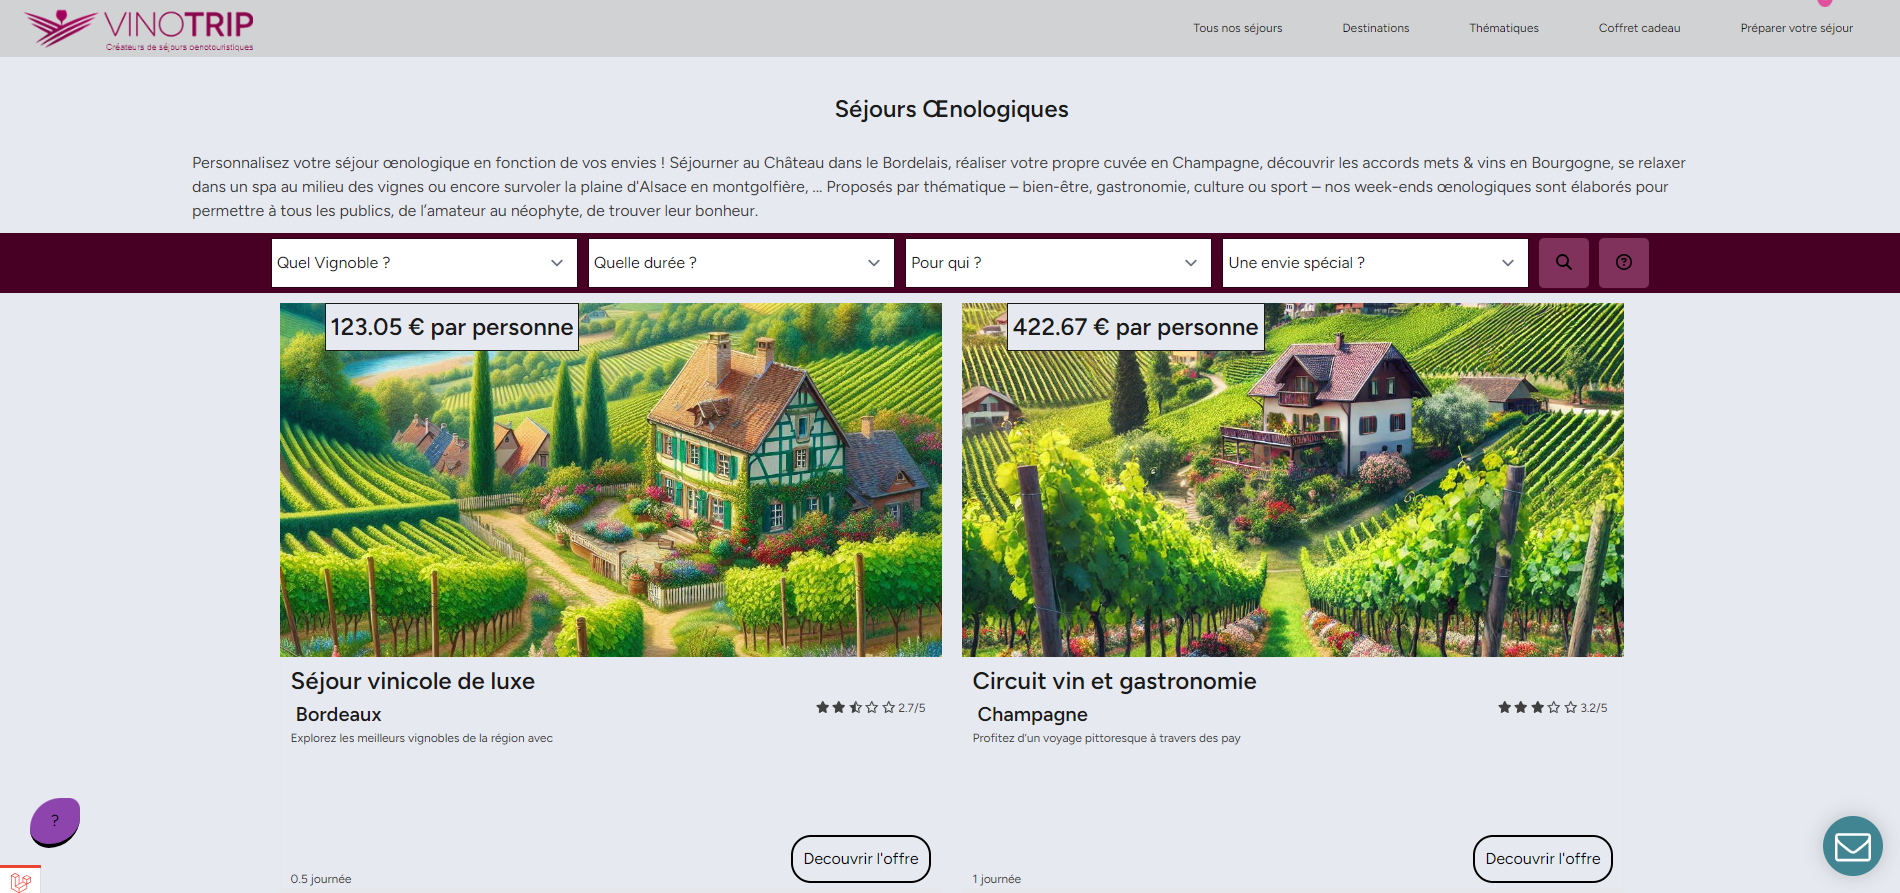 VINOTRIP
Créateurs de séjours oenotouristiques
Tous nos séjours
Destinations
Thématiques
Coffret cadeau
Préparer votre séjour
Séjours Œnologiques
Personnalisez votre séjour œnologique en fonction de vos envies ! Séjourner au Château dans le Bordelais, réaliser votre propre cuvée en Champagne, découvrir les accords mets & vins en Bourgogne, se relaxer
dans un spa au milieu des vignes ou encore survoler la plaine d'Alsace en montgolfière, ... Proposés par thématique – bien-être, gastronomie, culture ou sport – nos week-ends œnologiques sont élaborés pour
permettre à tous les publics, de l’amateur au néophyte, de trouver leur bonheur.
Quel Vignoble ?
Quelle durée ?
Pour qui ?
Une envie spécial ?
123.05 € par personne
Séjour vinicole de luxe
Bordeaux
2.7/5
Explorez les meilleurs vignobles de la région avec
Decouvrir l'offre
0.5 journée
422.67 € par personne
Circuit vin et gastronomie
Champagne
3.2/5
Profitez d'un voyage pittoresque à travers des pay
Decouvrir l'offre
1 journée
?